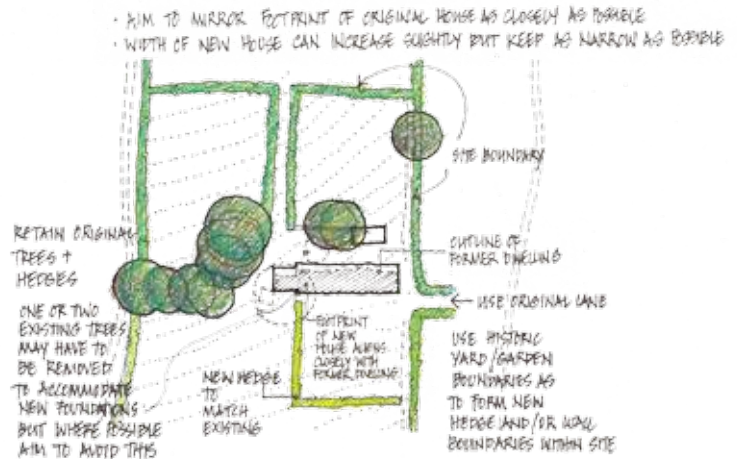 · AIM TO MIRROR FOOTPRINT OF ORIGINAL HOUSE AS CLOSELY AS POSSIBLE
· WIDTH OF NEW HOUSE CAN INCREASE SLIGHTLY BUT KEEP AS NARROW AS POSSIBLE
SITE BOUNDARY
RETAIN ORIGINAL
TREES +
HEDGES
OUTLINE OF
FORMER DWELLING
USE ORIGINAL LANE
ONE OR TWO
EXISTING TREES
MAY HAVE TO
BE REMOVED
TO ACCOMMODATE
NEW FOUNDATIONS
BUT WHERE POSSIBLE
AIM TO AVOID THIS
FOOTPRINT
OF NEW
HOUSE ALIGNS
CLOSELY WITH
FORMER DWELLING
NEW HEDGE
TO
MATCH
EXISTING
USE HISTORIC
YARD/GARDEN
BOUNDARIES AS
TO FORM NEW
HEDGE AND/OR WALL
BOUNDARIES WITHIN SITE